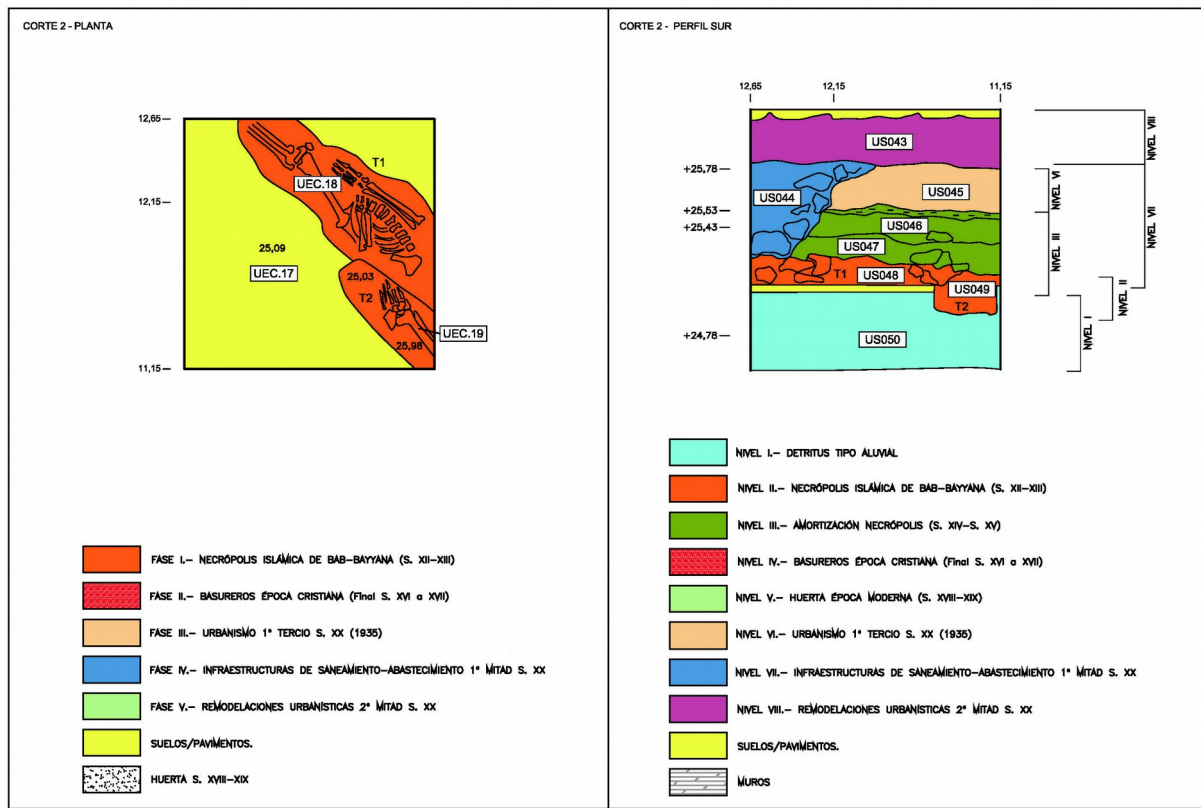 CORTE 2 - PLANTA
12,65
12,15
11,15
T1
UEC.18
25,09
UEC.17
25,03
T2
UEC.19
25,98
FASE I.- NECRÓPOLIS ISLÁMICA DE BAB-BAYYANA (S. XII-XIII)
FASE II.- BASUREROS ÉPOCA CRISTIANA (Final S. XVI a XVII)
FASE III.- URBANISMO 1ª TERCIO S. XX (1935)
FASE IV.- INFRAESTRUCTURAS DE SANEAMIENTO-ABASTECIMIENTO 1ª MITAD S. XX
FASE V.- REMODELACIONES URBANÍSTICAS 2ª MITAD S. XX
SUELOS/PAVIMENTOS.
HUERTA S. XVIII-XIX
CORTE 2 - PERFIL SUR
12,65
12,15
11,15
+25,78
+25,53
+25,43
+24,78
US043
US044
US045
US046
US047
T1
US048
US049
T2
US050
NIVEL VIII
NIVEL VI
NIVEL VII
NIVEL III
NIVEL II
NIVEL I
NIVEL I.- DETRITUS TIPO ALUVIAL
NIVEL II.- NECRÓPOLIS ISLÁMICA DE BAB-BAYYANA (S. XII-XIII)
NIVEL III.- AMORTIZACIÓN NECRÓPOLIS (S. XIV-S. XV)
NIVEL IV.- BASUREROS ÉPOCA CRISTIANA (Final S. XVI a XVII)
NIVEL V.- HUERTA ÉPOCA MODERNA (S. XVIII-XIX)
NIVEL VI.- URBANISMO 1ª TERCIO S. XX (1935)
NIVEL VII.- INFRAESTRUCTURAS DE SANEAMIENTO-ABASTECIMIENTO 1ª MITAD S. XX
NIVEL VIII.- REMODELACIONES URBANÍSTICAS 2ª MITAD S. XX
SUELOS/PAVIMENTOS.
MUROS